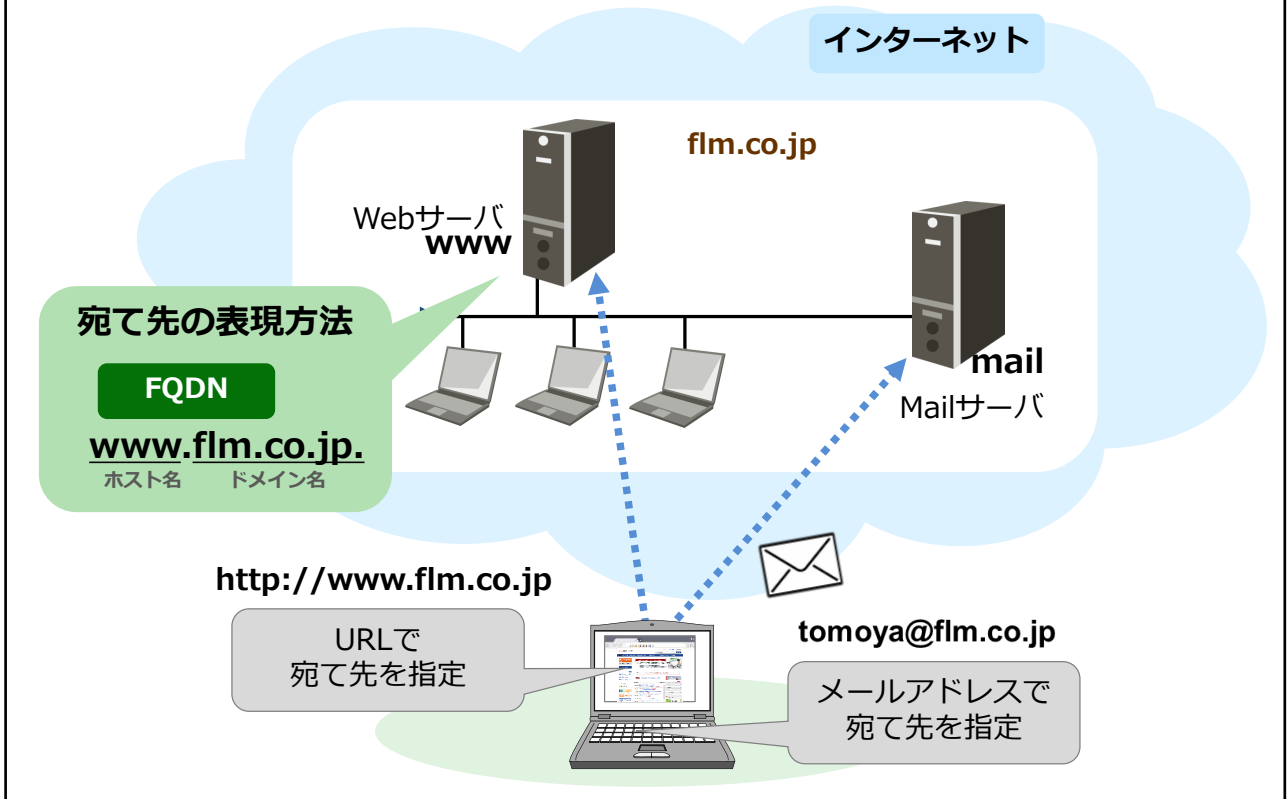 インターネット
flm.co.jp
Webサーバ
www
宛て先の表現方法
FQDN
www.flm.co.jp.
ホスト名 ドメイン名
mail
Mailサーバ
http://www.flm.co.jp
URLで
宛て先を指定
tomoya@flm.co.jp
メールアドレスで
宛て先を指定